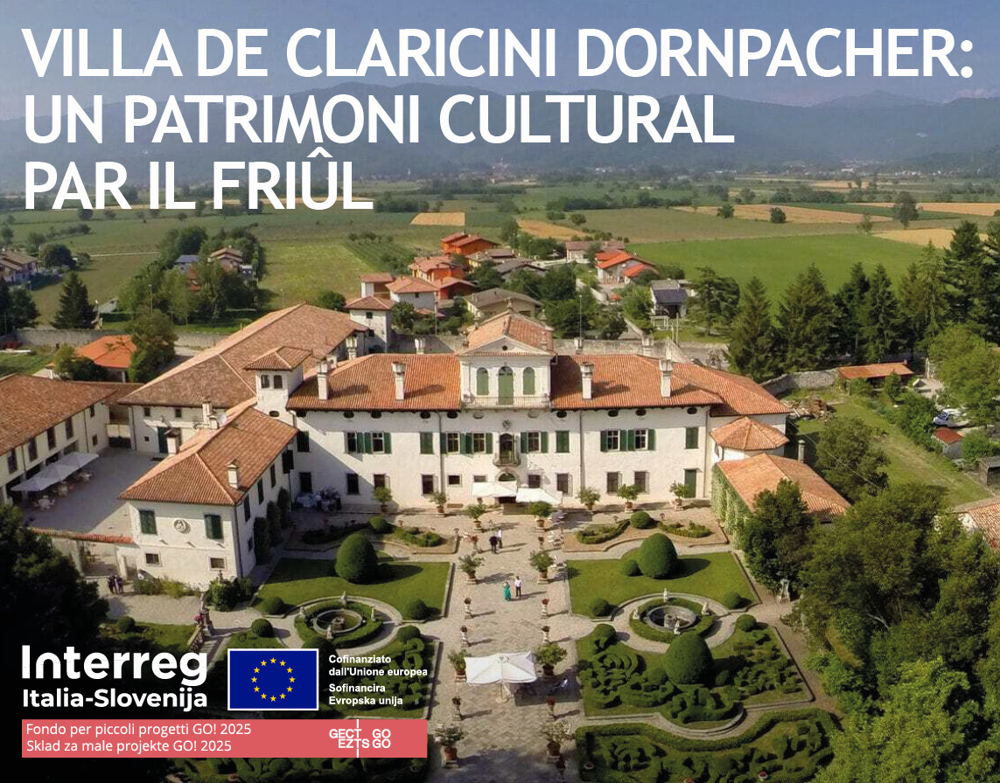 VILLA DE CLARICINI DORNPACHER:
UN PATRIMONI CULTURAL
PAR IL FRIÛL
Interreg
Italia-Slovenija
Cofinanziato
dall'Unione europea
Sofinancira
Evropska unija
Fondo per piccoli progetti GO! 2025
Sklad za male projekte GO! 2025
GECT GO
EZTS GO